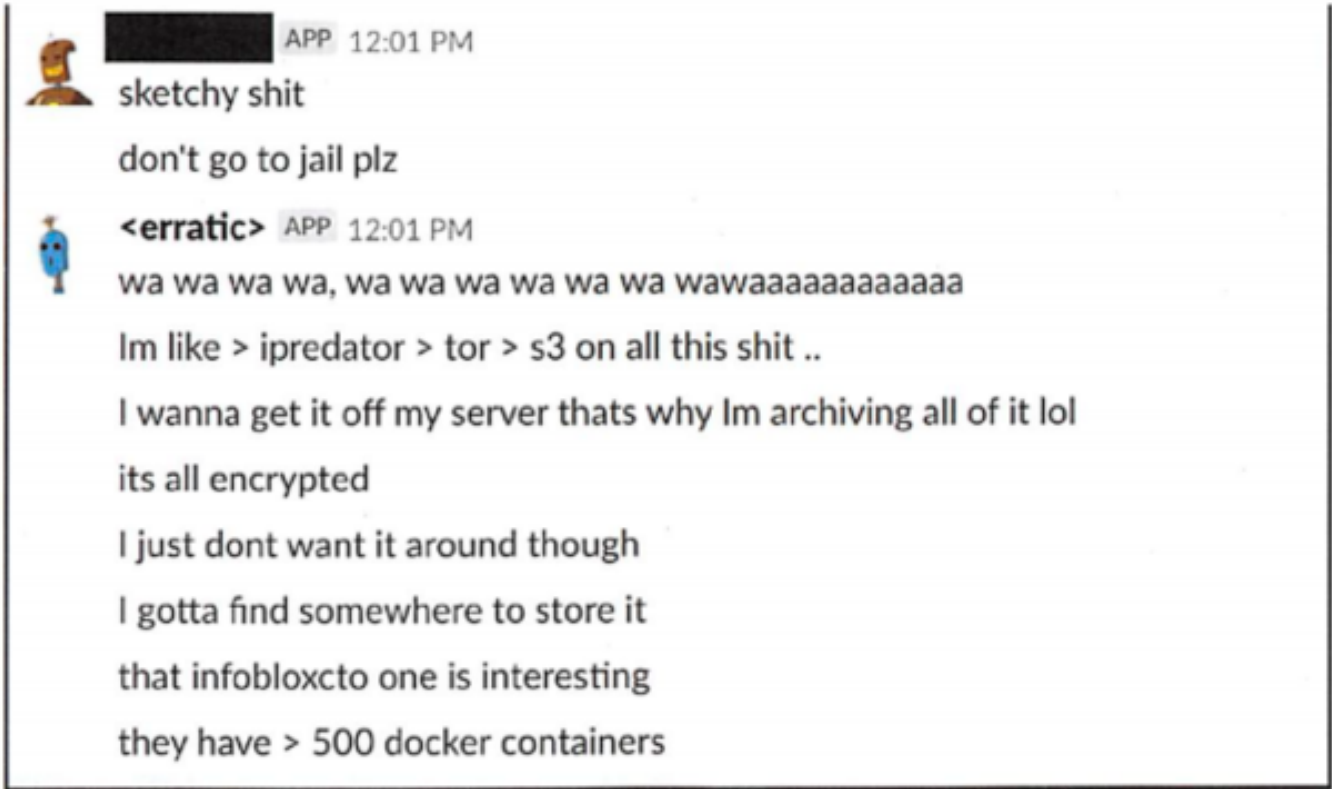 APP 12:01 PM
sketchy shit
don't go to jail plz
<erratic> APP 12:01 PM
wa wa wa wa, wa wa wa wa wa wa wawaaaaaaaaaaaa
Im like > ipredator > tor > s3 on all this shit ..
I wanna get it off my server thats why Im archiving all of it lol
its all encrypted
I just dont want it around though
I gotta find somewhere to store it
that infobloxcto one is interesting
they have > 500 docker containers